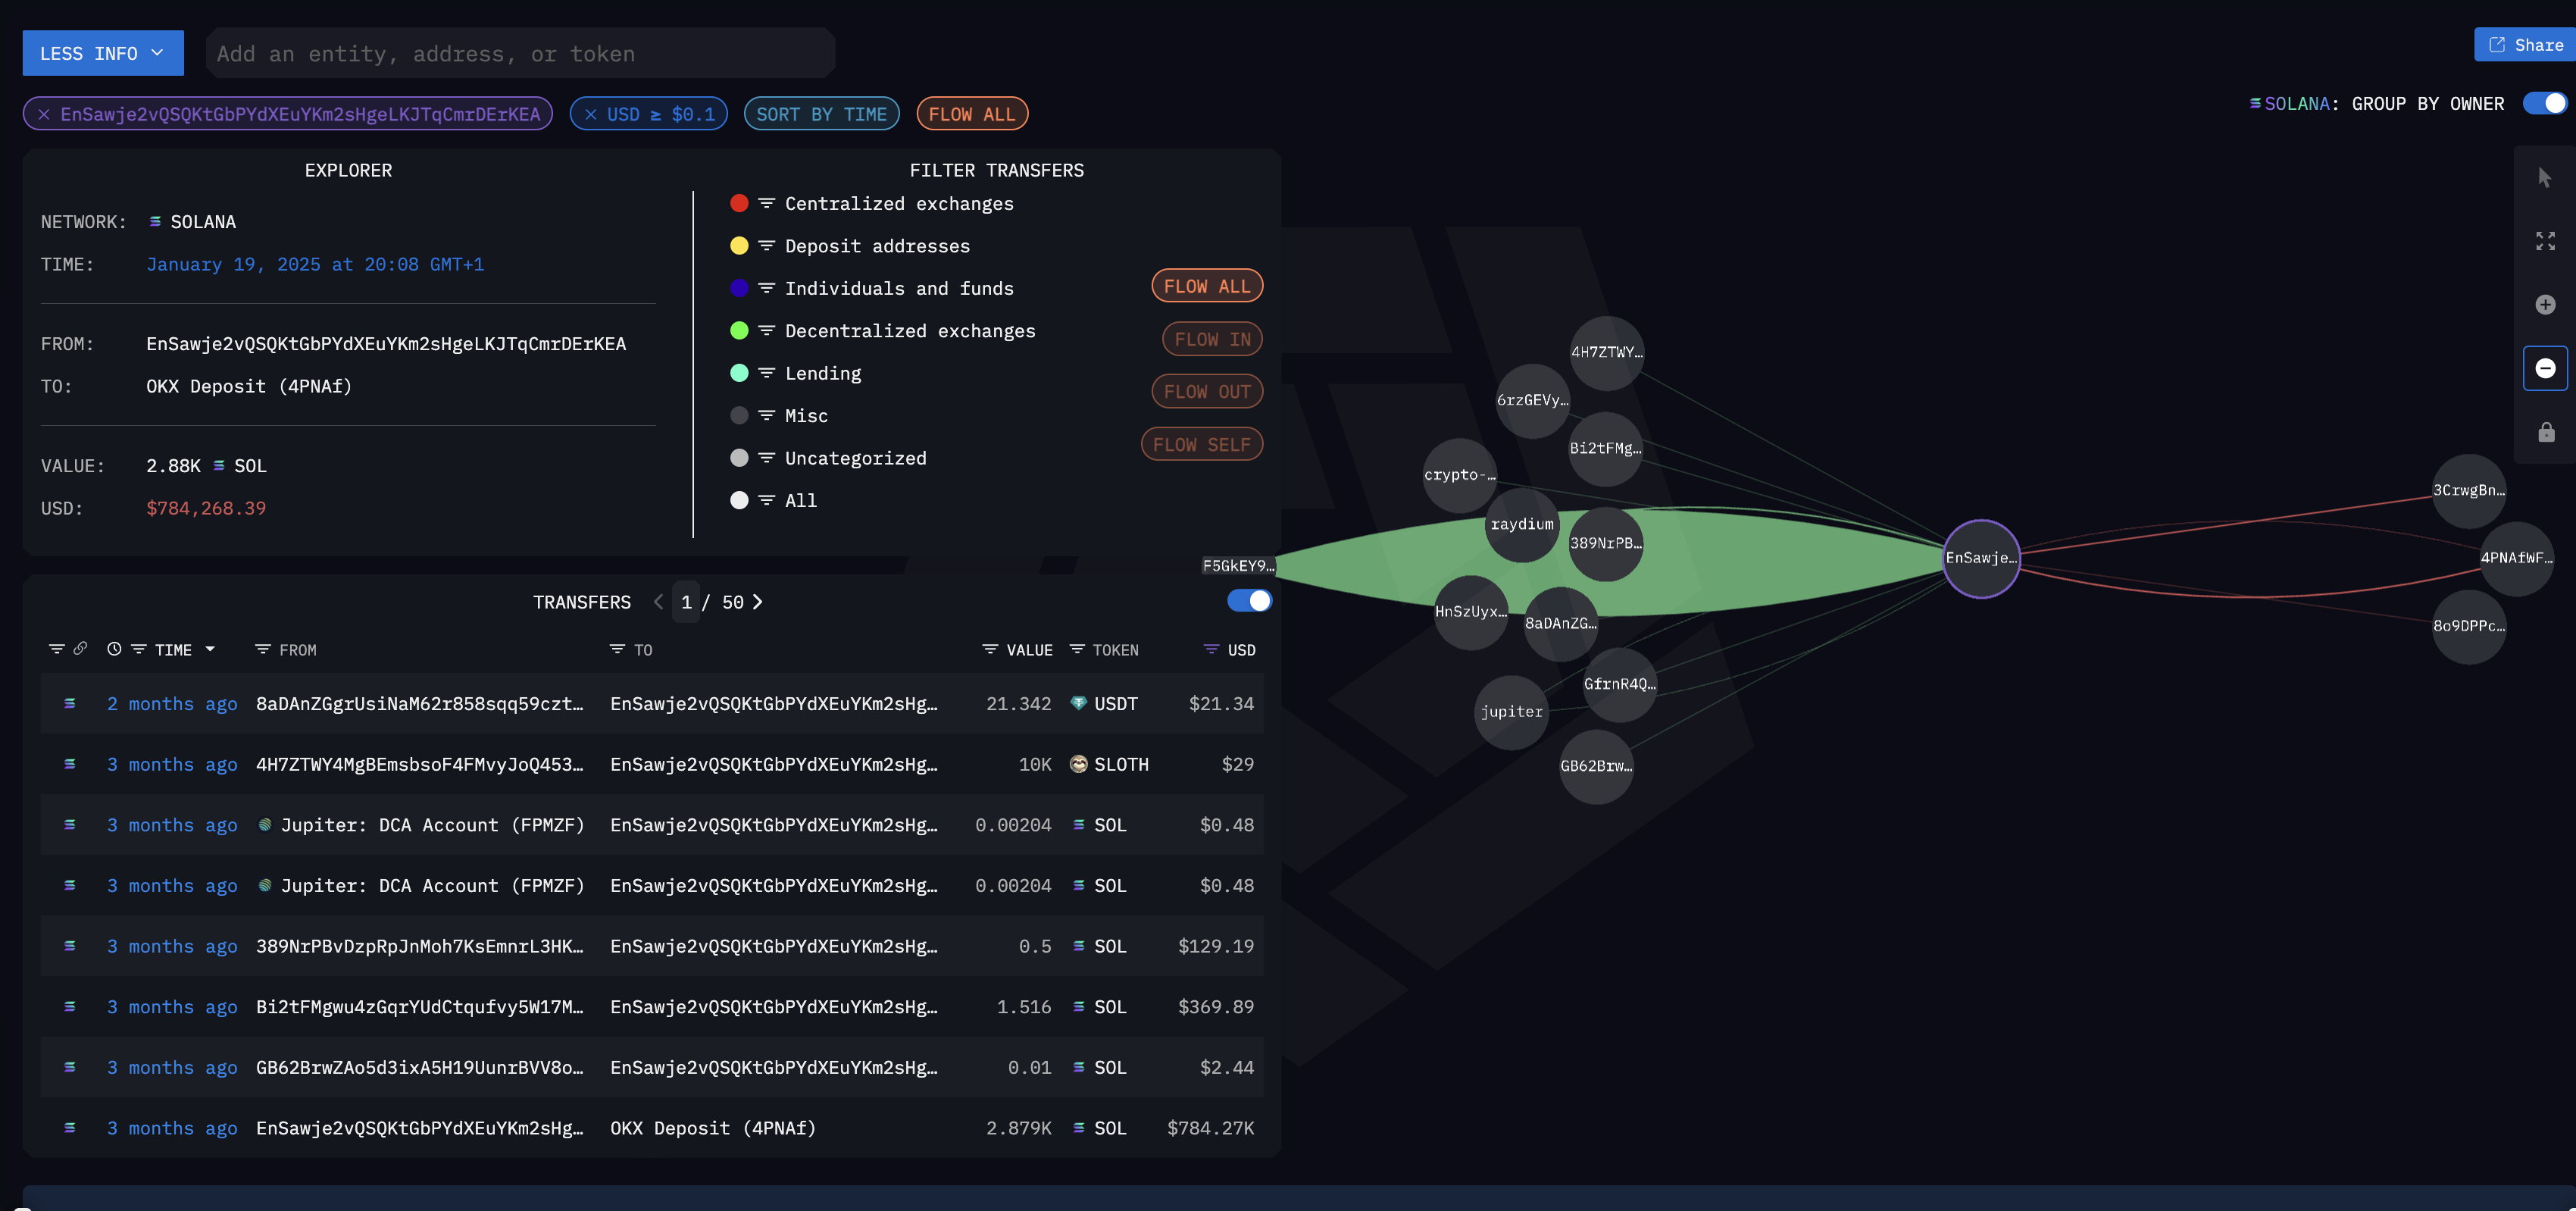 LESS INFO
Add an entity, address, or token
Share
× EnSawje2vQSQKtGbPYdXEuYKm2sHgeLKJTqCmrDErKEA
× USD ≥ $0.1
SORT BY TIME
FLOW ALL
SOLANA: GROUP BY OWNER
EXPLORER
NETWORK: SOLANA
TIME: January 19, 2025 at 20:08 GMT+1
FROM: EnSawje2vQSQKtGbPYdXEuYKm2sHgeLKJTqCmrDErKEA
TO: OKX Deposit (4PNAf)
VALUE: 2.88K SOL
USD: $784,268.39
FILTER TRANSFERS
Centralized exchanges
Deposit addresses
Individuals and funds
Decentralized exchanges
Lending
Misc
Uncategorized
All
FLOW ALL
FLOW IN
FLOW OUT
FLOW SELF
TRANSFERS < 1 / 50 >
TIME FROM TO VALUE TOKEN USD
2 months ago 8aDAnZGgrUsiNaM62r858sqq59czt… EnSawje2vQSQKtGbPYdXEuYKm2sHg… 21.342 USDT $21.34
3 months ago 4H7ZTWY4MgBEmsbsoF4FMvyJoQ453… EnSawje2vQSQKtGbPYdXEuYKm2sHg… 10K SLOTH $29
3 months ago Jupiter: DCA Account (FPMZF) EnSawje2vQSQKtGbPYdXEuYKm2sHg… 0.00204 SOL $0.48
3 months ago Jupiter: DCA Account (FPMZF) EnSawje2vQSQKtGbPYdXEuYKm2sHg… 0.00204 SOL $0.48
3 months ago 389NrPBvDzpRpJnMoh7KsEmnrL3HK… EnSawje2vQSQKtGbPYdXEuYKm2sHg… 0.5 SOL $129.19
3 months ago Bi2tFMgwu4zGqrYUdCtqufvy5W17M… EnSawje2vQSQKtGbPYdXEuYKm2sHg… 1.516 SOL $369.89
3 months ago GB62BrwZAo5d3ixA5H19UunrBVV8o… EnSawje2vQSQKtGbPYdXEuYKm2sHg… 0.01 SOL $2.44
3 months ago EnSawje2vQSQKtGbPYdXEuYKm2sHg… OKX Deposit (4PNAf) 2.879K SOL $784.27K
4H7ZTWY…
6rzGEVy…
Bi2tFMg…
crypto-…
raydium
389NrPB…
F5GkEY9…
HnSzUyx…
8aDAnZG…
GfrnR4Q…
jupiter
GB62Brw…
EnSawje…
3CrwgBn…
4PNAfWF…
8o9DPPc…